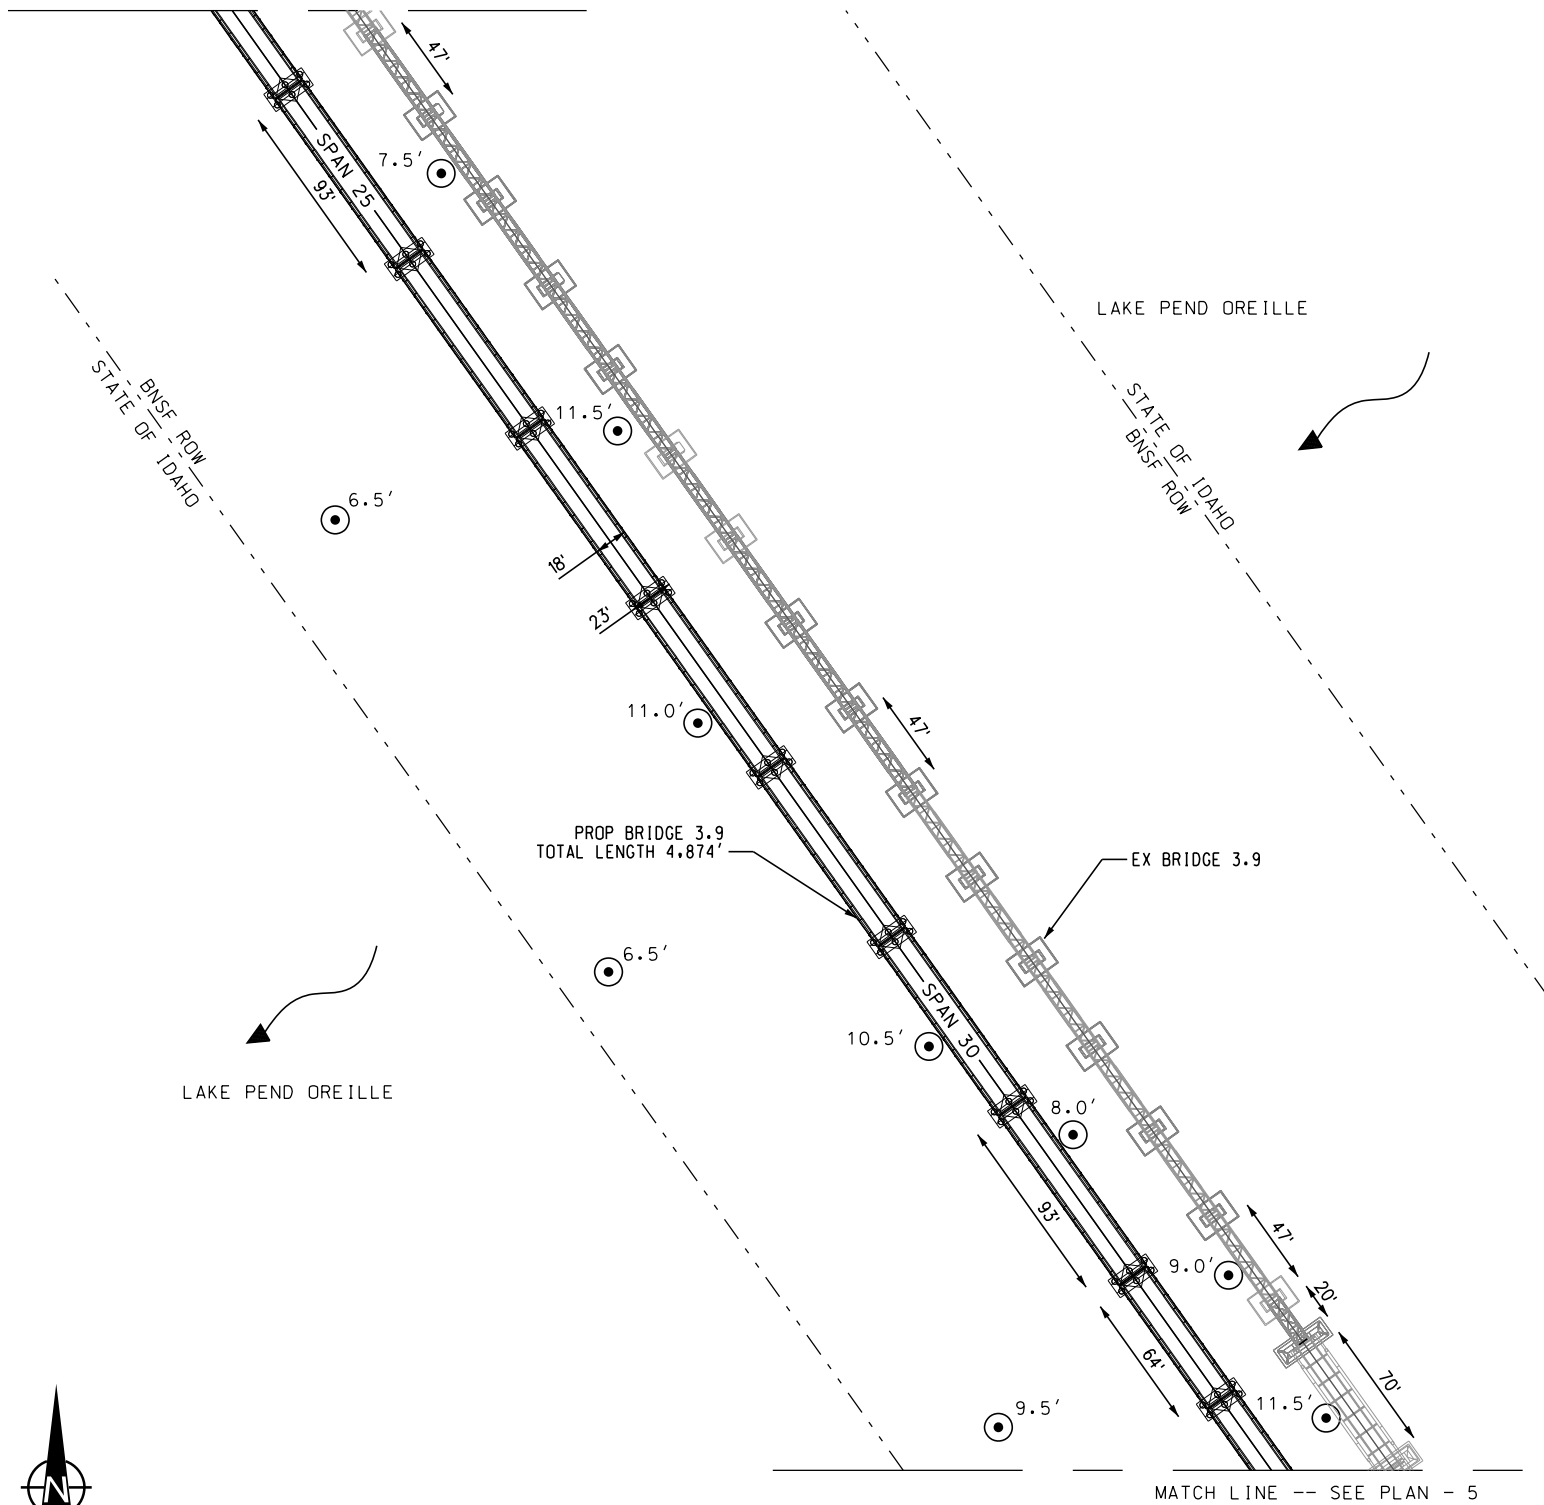 47'
7.5'
SPAN 25
93'
LAKE PEND OREILLE
BNSF ROW
STATE OF IDAHO
STATE OF IDAHO
BNSF ROW
11.5'
6.5'
18'
23'
11.0'
47'
PROP BRIDGE 3.9
TOTAL LENGTH 4,874'
EX BRIDGE 3.9
6.5'
SPAN 30
10.5'
LAKE PEND OREILLE
8.0'
93'
47'
9.0'
20'
64'
70'
11.5'
9.5'
N
MATCH LINE -- SEE PLAN - 5